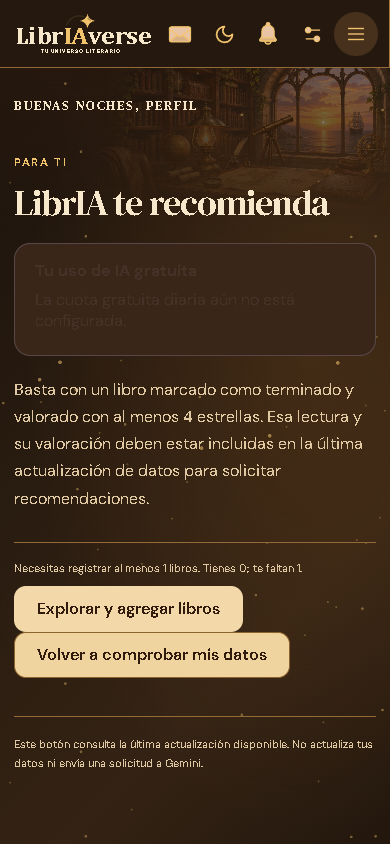 LibrIAverse
TU UNIVERSO LITERARIO
BUENAS NOCHES, PERFIL
PARA TI
LibrIA te recomienda
Tu uso de IA gratuita
La cuota gratuita diaria aún no está
configurada.
Basta con un libro marcado como terminado y
valorado con al menos 4 estrellas. Esa lectura y
su valoración deben estar incluidas en la última
actualización de datos para solicitar
recomendaciones.
Necesitas registrar al menos 1 libros. Tienes 0; te faltan 1.
Explorar y agregar libros
Volver a comprobar mis datos
Este botón consulta la última actualización disponible. No actualiza tus
datos ni envía una solicitud a Gemini.